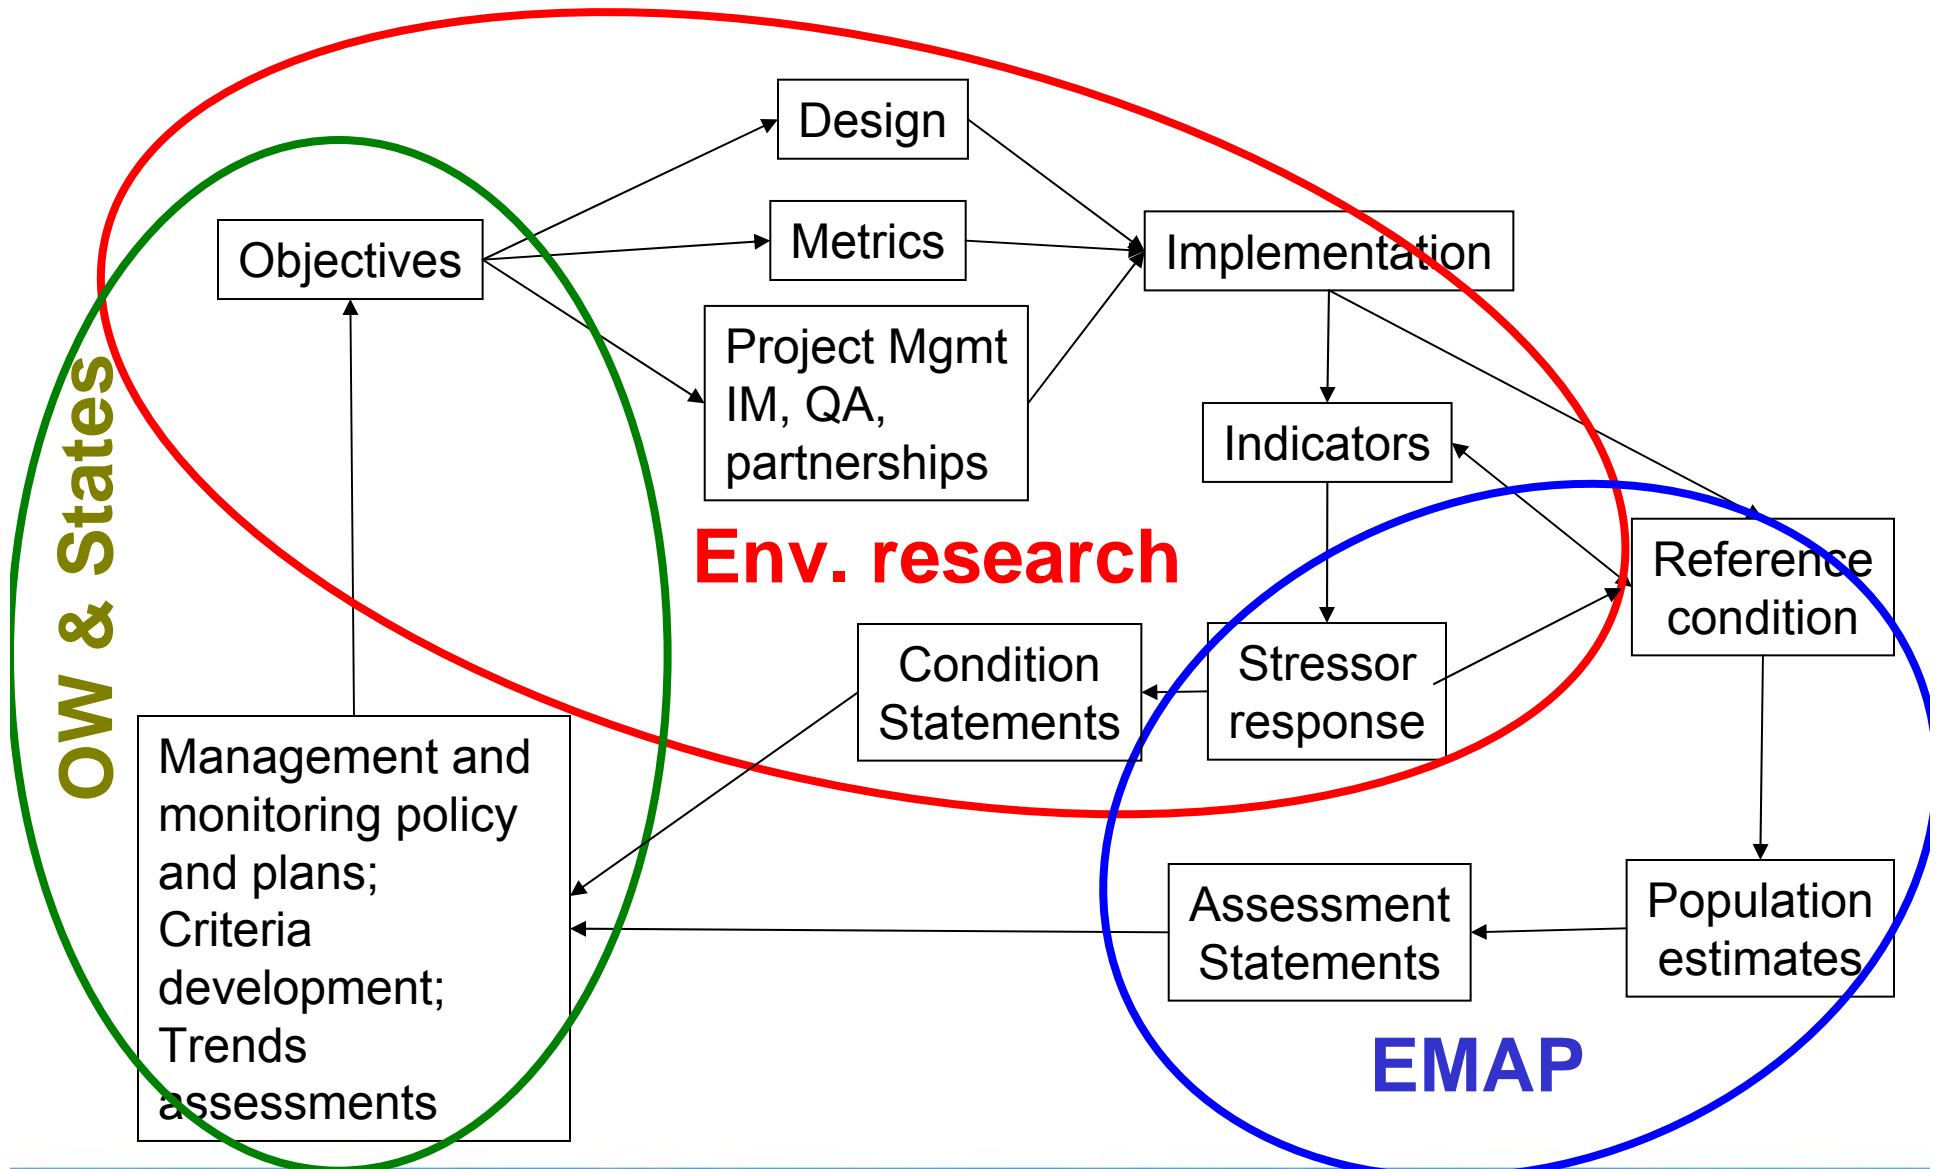 Design
Objectives
Metrics
Implementation
Project Mgmt
IM, QA,
partnerships
Indicators
OW & States
Env. research
Reference
condition
Condition
Statements
Stressor
response
Management and
monitoring policy
and plans;
Criteria
development;
Trends
assessments
Assessment
Statements
Population
estimates
EMAP